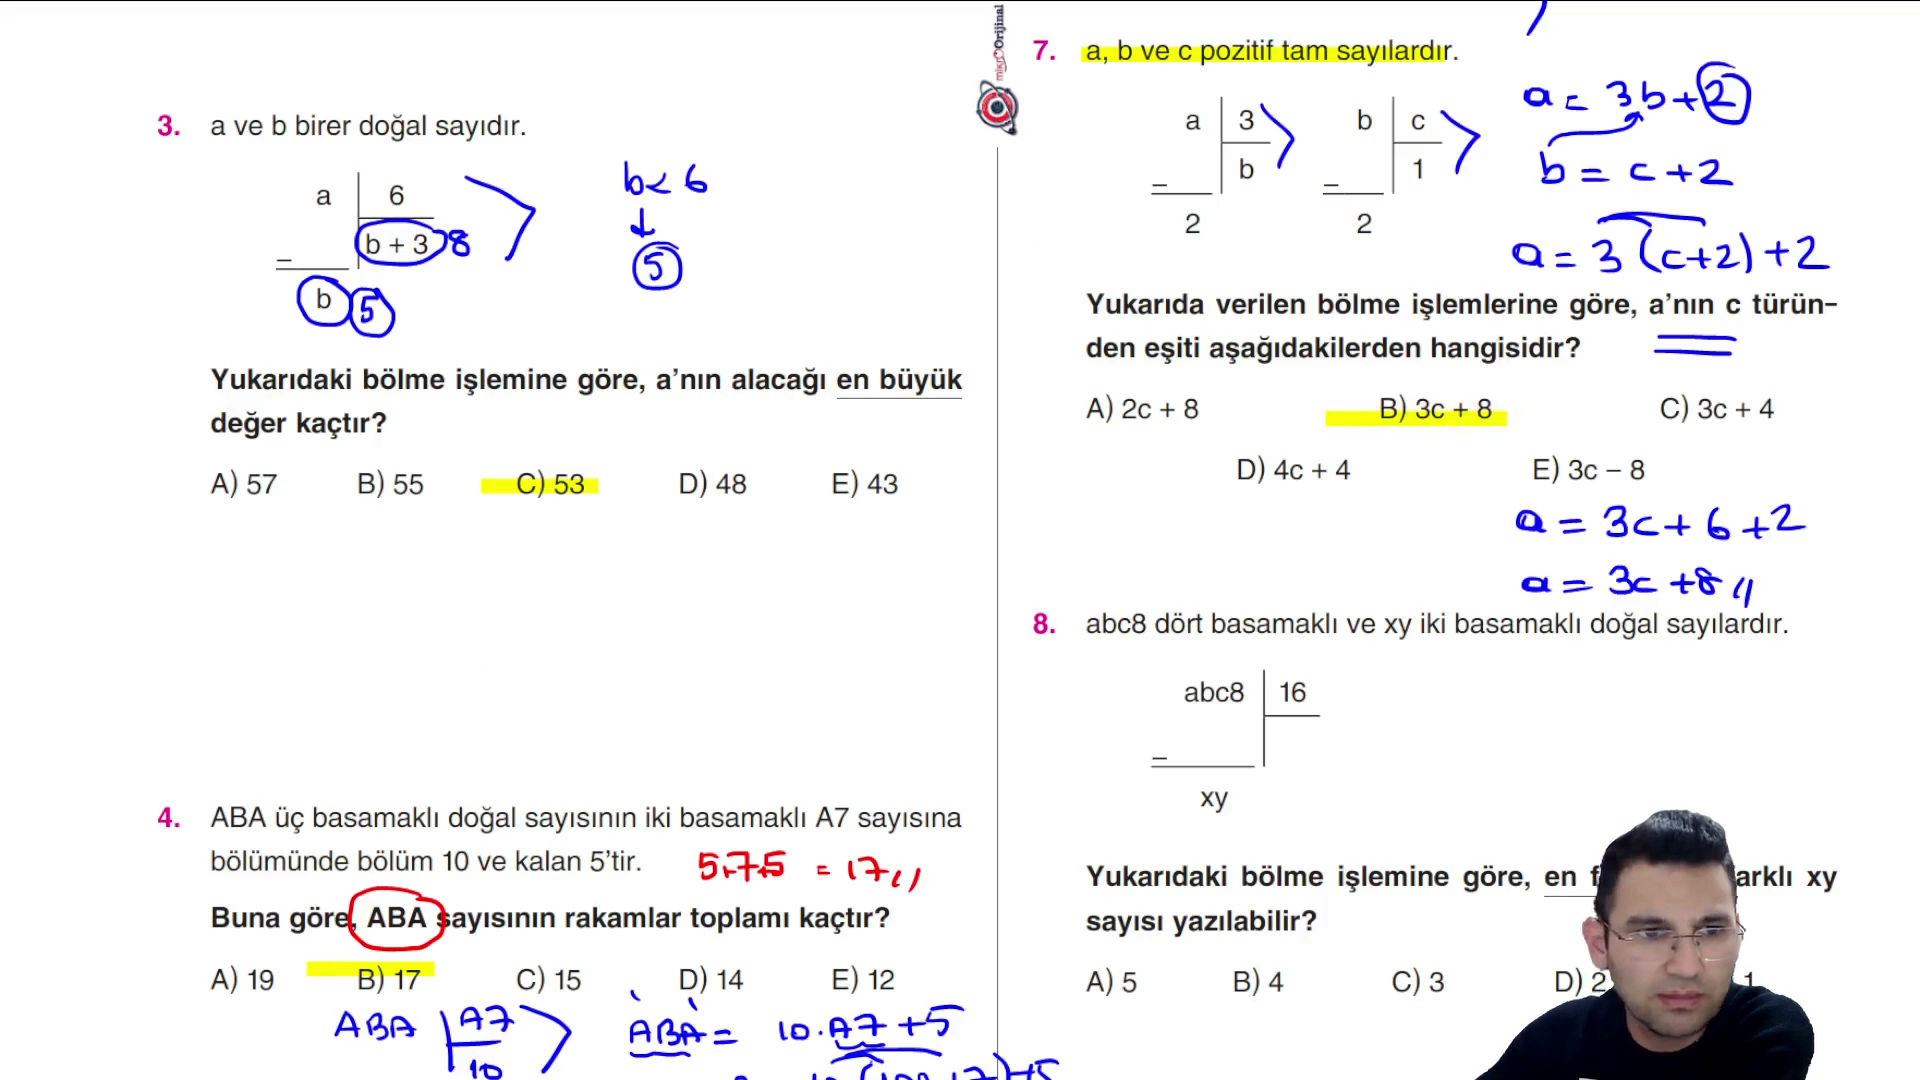 mikro Orijinal
3. a ve b birer doğal sayıdır.
a 6
b + 3 8
b 5
b < 6
5
Yukarıdaki bölme işlemine göre, a’nın alacağı en büyük
değer kaçtır?
A) 57 B) 55 C) 53 D) 48 E) 43
4. ABA üç basamaklı doğal sayısının iki basamaklı A7 sayısına
bölümünde bölüm 10 ve kalan 5’tir.
5+7+5 = 17
Buna göre, ABA sayısının rakamlar toplamı kaçtır?
A) 19 B) 17 C) 15 D) 14 E) 12
ABA A7
10
ABA = 10·A7 + 5
7. a, b ve c pozitif tam sayılardır.
a 3
b
2
b c
1
2
a = 3b + 2
b = c + 2
a = 3 (c+2) + 2
Yukarıda verilen bölme işlemlerine göre, a’nın c türün–
den eşiti aşağıdakilerden hangisidir?
A) 2c + 8 B) 3c + 8 C) 3c + 4
D) 4c + 4 E) 3c – 8
a = 3c + 6 + 2
a = 3c + 8
8. abc8 dört basamaklı ve xy iki basamaklı doğal sayılardır.
abc8 16
xy
Yukarıdaki bölme işlemine göre, en f arklı xy
sayısı yazılabilir?
A) 5 B) 4 C) 3 D) 2 1